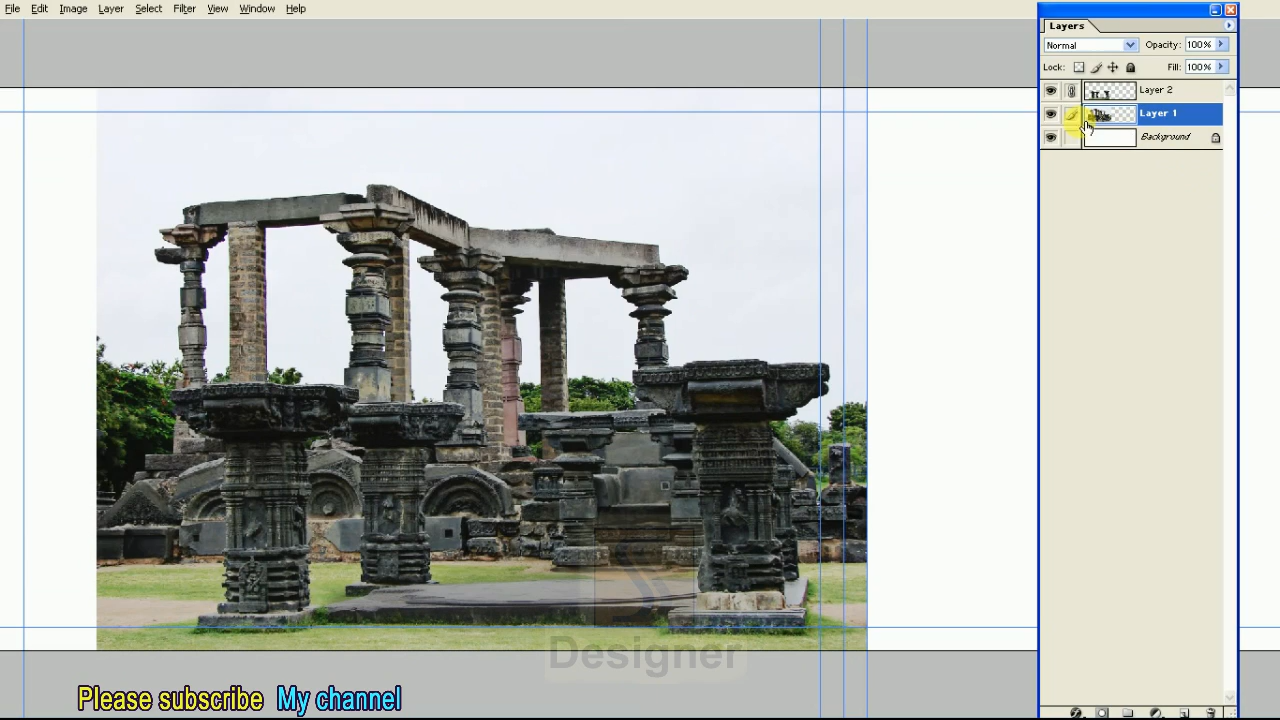 File Edit Image Layer Select Filter View Window Help
Layers
Normal Opacity: 100%
Lock: Fill: 100%
Layer 2
Layer 1
Background
Designer
Please subscribe My channel